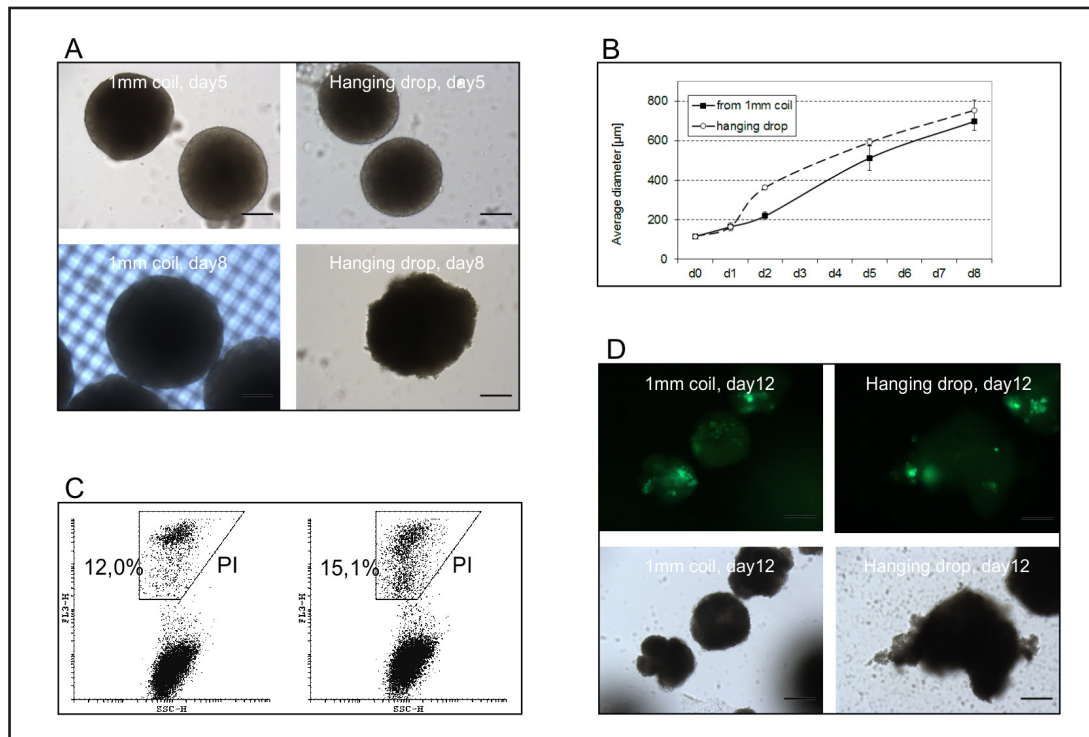 A
1mm coil, day5
Hanging drop, day5
1mm coil, day8
Hanging drop, day8
B
Average diameter [µm]
800
600
400
200
0
from 1mm coil
hanging drop
d0 d1 d2 d3 d4 d5 d6 d7 d8
C
12,0%
PI
FL3-H
SSC-H
15,1%
PI
FL3-H
SSC-H
D
1mm coil, day12
Hanging drop, day12
1mm coil, day12
Hanging drop, day12